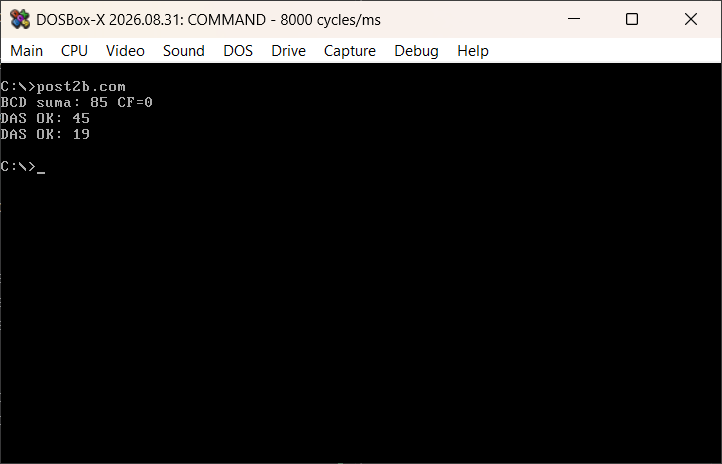 DOSBox-X 2026.08.31: COMMAND - 8000 cycles/ms
Main CPU Video Sound DOS Drive Capture Debug Help
C:\>post2b.com
BCD suma: 85 CF=0
DAS OK: 45
DAS OK: 19
C:\>_